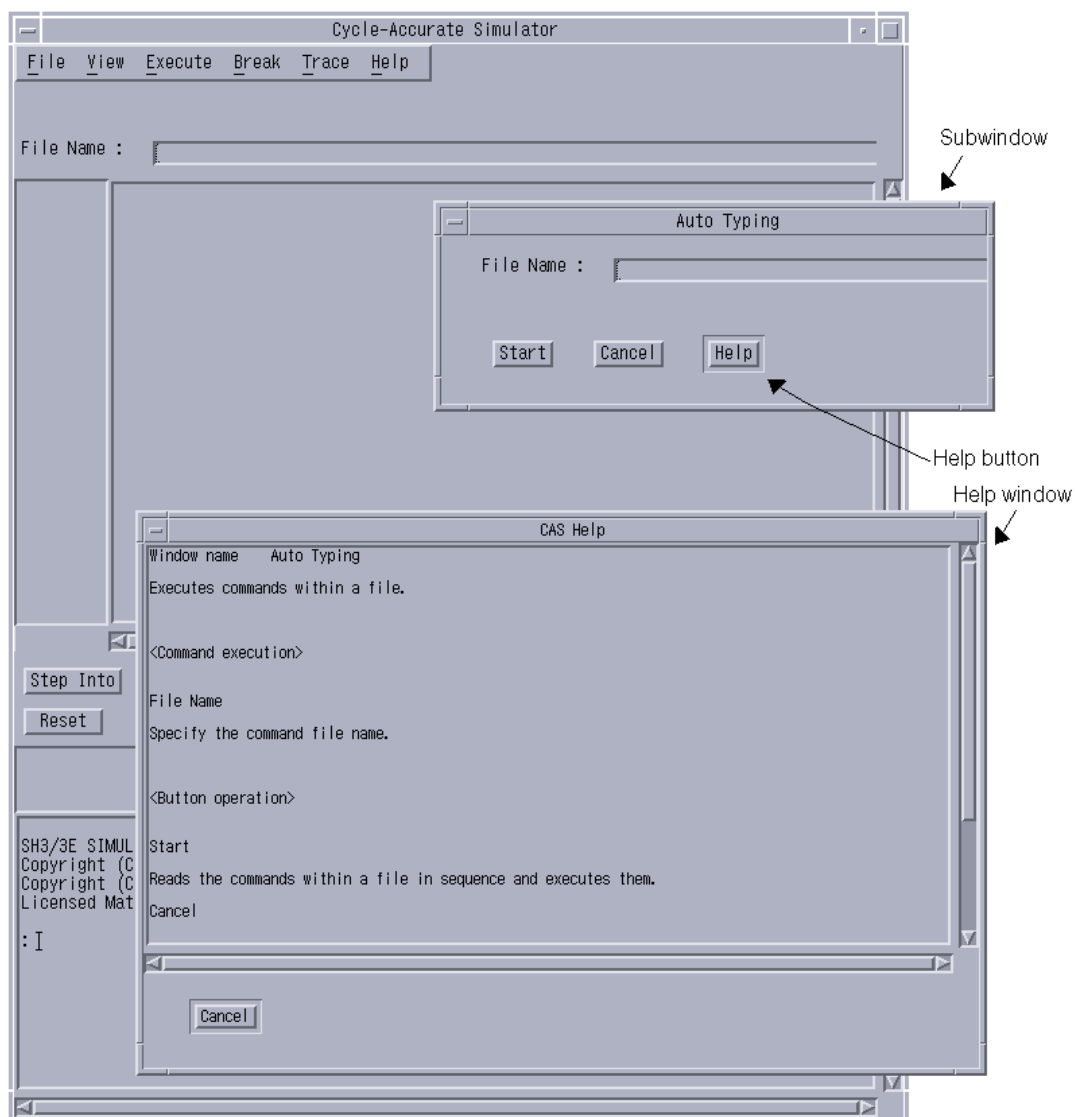 Cycle-Accurate Simulator
File View Execute Break Trace Help
File Name :
Subwindow
Auto Typing
File Name :
Start Cancel Help
Help button
Help window
CAS Help
Window name Auto Typing
Executes commands within a file.
<Command execution>
File Name
Specify the command file name.
<Button operation>
Start
Reads the commands within a file in sequence and executes them.
Cancel
Cancel
Step Into
Reset
SH3/3E SIMUL
Copyright (C
Copyright (C
Licensed Mat
: